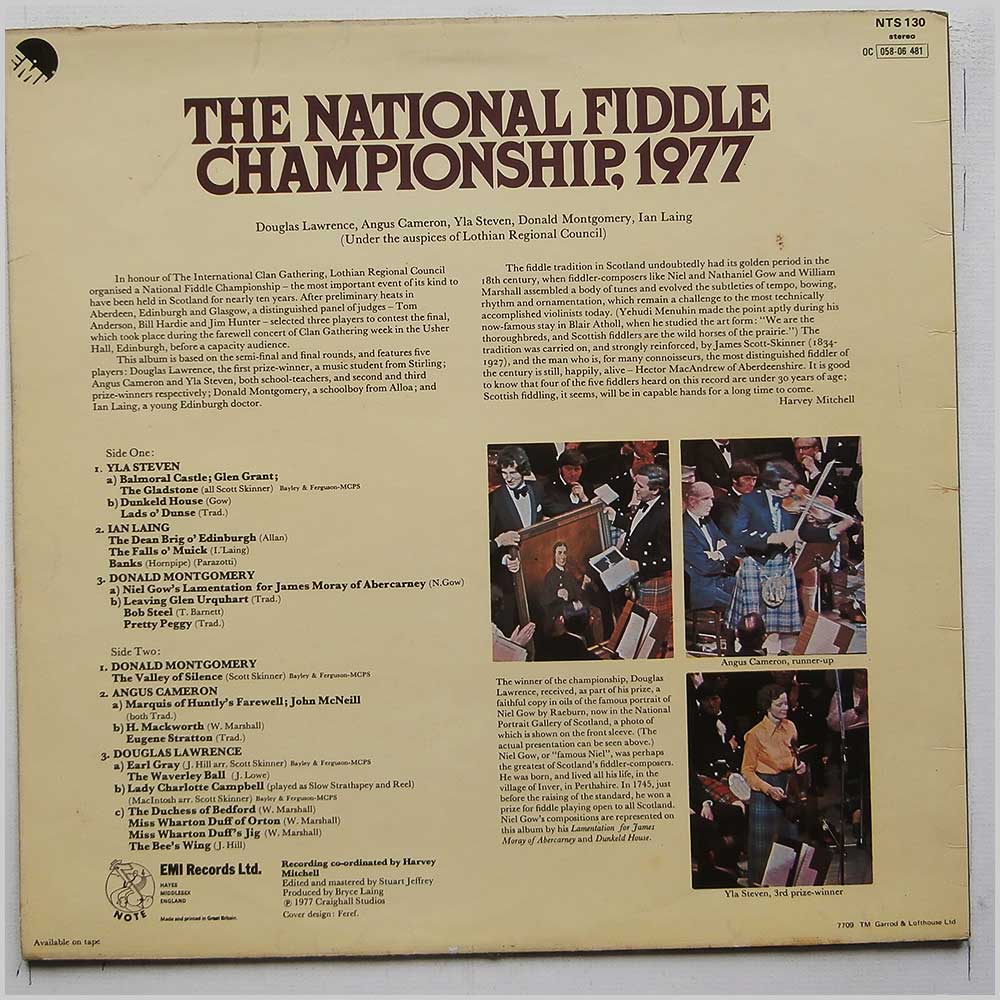 EMI
NTS 130
stereo
OC 058-06 481
THE NATIONAL FIDDLE
CHAMPIONSHIP, 1977
Douglas Lawrence, Angus Cameron, Yla Steven, Donald Montgomery, Ian Laing
(Under the auspices of Lothian Regional Council)
In honour of The International Clan Gathering, Lothian Regional Council
organised a National Fiddle Championship – the most important event of its kind to
have been held in Scotland for nearly ten years. After preliminary heats in
Aberdeen, Edinburgh and Glasgow, a distinguished panel of judges – Tom
Anderson, Bill Hardie and Jim Hunter – selected three players to contest the final,
which took place during the farewell concert of Clan Gathering week in the Usher
Hall, Edinburgh, before a capacity audience.
This album is based on the semi-final and final rounds, and features five
players: Douglas Lawrence, the first prize-winner, a music student from Stirling;
Angus Cameron and Yla Steven, both school-teachers, and second and third
prize-winners respectively; Donald Montgomery, a schoolboy from Alloa; and
Ian Laing, a young Edinburgh doctor.
The fiddle tradition in Scotland undoubtedly had its golden period in the
18th century, when fiddler-composers like Niel and Nathaniel Gow and William
Marshall assembled a body of tunes and evolved the subtleties of tempo, bowing,
rhythm and ornamentation, which remain a challenge to the most technically
accomplished violinists today. (Yehudi Menuhin made the point aptly during his
now-famous stay in Blair Atholl, when he studied the art form: "We are the
thoroughbreds, and Scottish fiddlers are the wild horses of the prairie.") The
tradition was carried on, and strongly reinforced, by James Scott-Skinner (1834-
1927), and the man who is, for many connoisseurs, the most distinguished fiddler of
the century is still, happily, alive – Hector MacAndrew of Aberdeenshire. It is good
to know that four of the five fiddlers heard on this record are under 30 years of age;
Scottish fiddling, it seems, will be in capable hands for a long time to come.
Harvey Mitchell
Side One:
1. YLA STEVEN
a) Balmoral Castle; Glen Grant;
The Gladstone (all Scott Skinner) Bayley & Ferguson-MCPS
b) Dunkeld House (Gow)
Lads o' Dunse (Trad.)
2. IAN LAING
The Dean Brig o' Edinburgh (Allan)
The Falls o' Muick (I. Laing)
Banks (Hornpipe) (Parazotti)
3. DONALD MONTGOMERY
a) Niel Gow's Lamentation for James Moray of Abercarney (N.Gow)
b) Leaving Glen Urquhart (Trad.)
Bob Steel (T. Barnett)
Pretty Peggy (Trad.)
Side Two:
1. DONALD MONTGOMERY
The Valley of Silence (Scott Skinner) Bayley & Ferguson-MCPS
2. ANGUS CAMERON
a) Marquis of Huntly's Farewell; John McNeill
(both Trad.)
b) H. Mackworth (W. Marshall)
Eugene Stratton (Trad.)
3. DOUGLAS LAWRENCE
a) Earl Gray (J. Hill arr. Scott Skinner) Bayley & Ferguson-MCPS
The Waverley Ball (J. Lowe)
b) Lady Charlotte Campbell (played as Slow Strathspey and Reel)
(MacIntosh arr. Scott Skinner) Bayley & Ferguson-MCPS
c) The Duchess of Bedford (W. Marshall)
Miss Wharton Duff of Orton (W. Marshall)
Miss Wharton Duff's Jig (W. Marshall)
The Bee's Wing (J. Hill)
Angus Cameron, runner-up
The winner of the championship, Douglas
Lawrence, received, as part of his prize, a
faithful copy in oils of the famous portrait of
Niel Gow by Raeburn, now in the National
Portrait Gallery of Scotland, a photo of
which is shown on the front sleeve. (The
actual presentation can be seen above.)
Niel Gow, or "famous Niel", was perhaps
the greatest of Scotland's fiddler-composers.
He was born, and lived all his life, in the
village of Inver, in Perthshire. In 1745, just
before the raising of the standard, he won a
prize for fiddle playing open to all Scotland.
Niel Gow's compositions are represented on
this album by his Lamentation for James
Moray of Abercarney and Dunkeld House.
Yla Steven, 3rd prize-winner
NOTE
EMI Records Ltd.
HAYES
MIDDLESEX
ENGLAND
Made and printed in Great Britain.
Recording co-ordinated by Harvey
Mitchell
Edited and mastered by Stuart Jeffrey
Produced by Bryce Laing
℗ 1977 Craighall Studios
Cover design: Feref.
Available on tape
7709 TM Garrod & Lofthouse Ltd